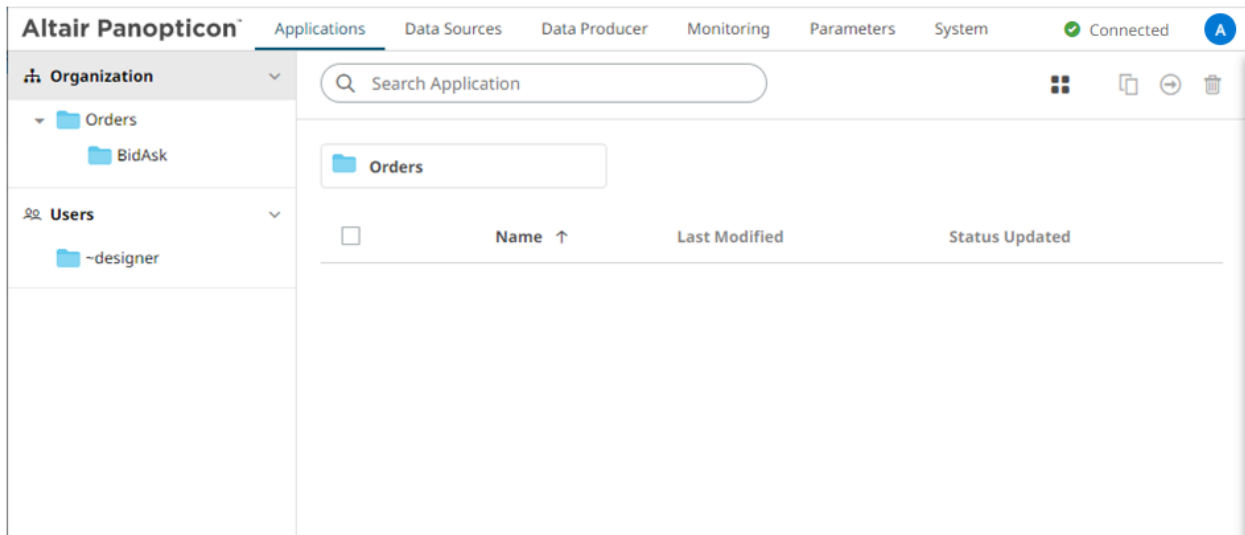 Altair Panopticon™ Applications Data Sources Data Producer Monitoring Parameters System Connected A
Organization
Orders
BidAsk
Users
~designer
Search Application
Orders
Name ↑ Last Modified Status Updated